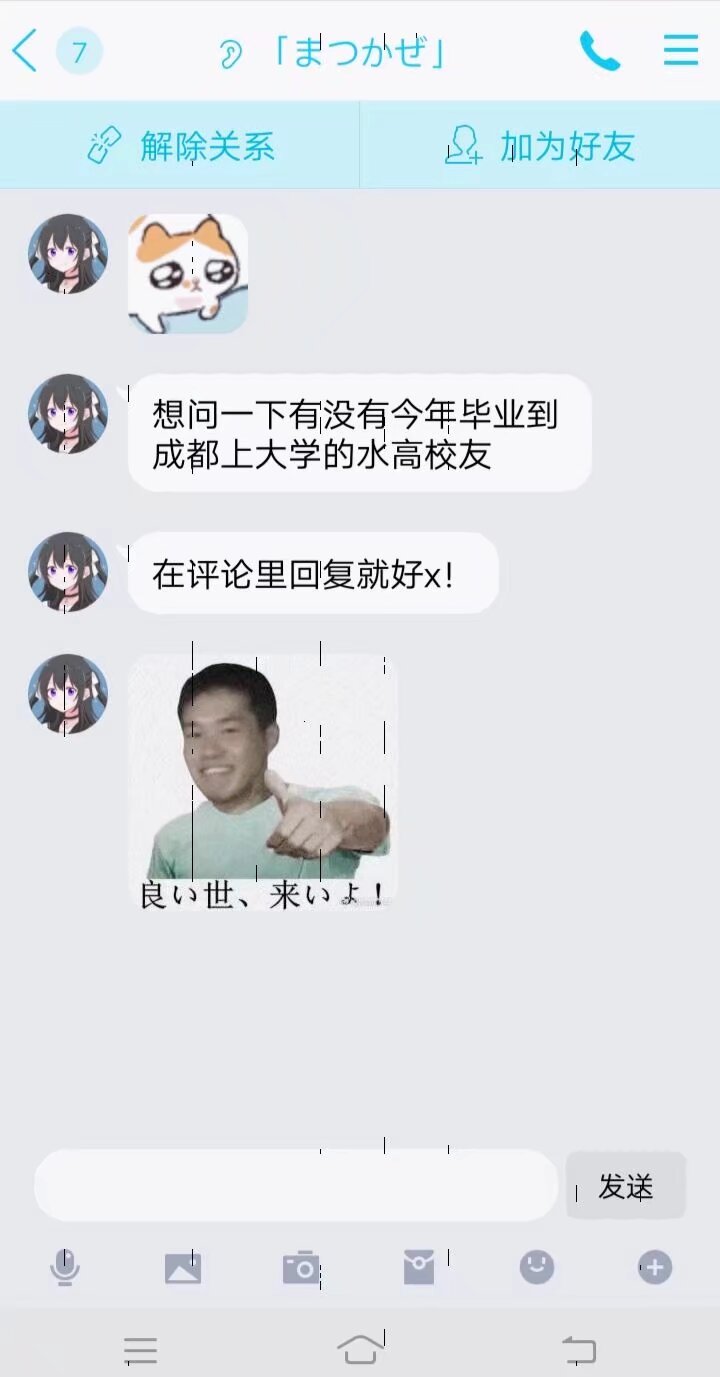 7
「まつかぜ」
解除关系
加为好友
想问一下有没有今年毕业到
成都上大学的水高校友
在评论里回复就好x!
良い世、来いよ!
发送